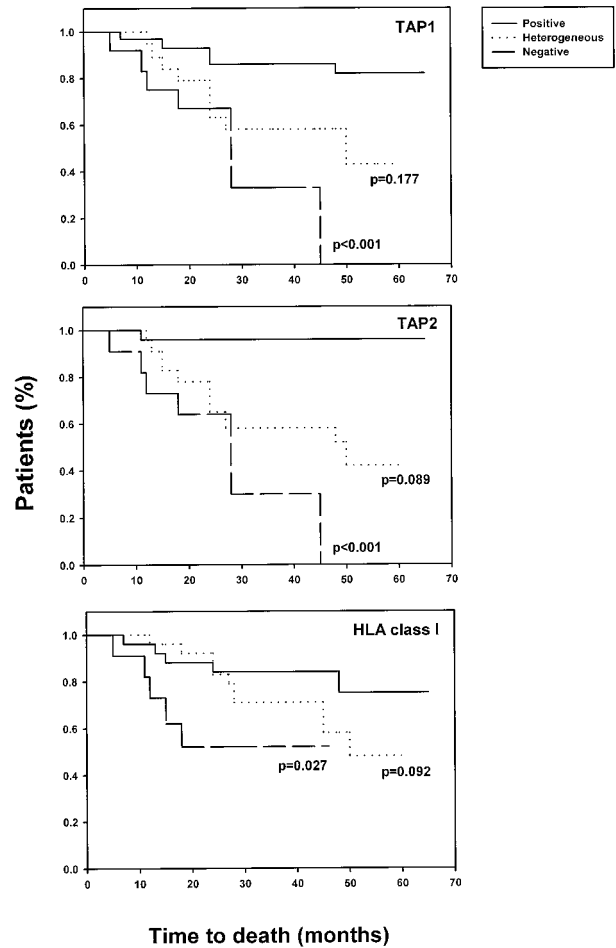 TAP1
Positive
Heterogeneous
Negative
1.0
0.8
0.6
0.4
0.2
0.0
p=0.177
p<0.001
0 10 20 30 40 50 60 70
TAP2
1.0
0.8
0.6
0.4
0.2
0.0
p=0.089
p<0.001
0 10 20 30 40 50 60 70
Patients (%)
HLA class I
1.0
0.8
0.6
0.4
0.2
0.0
p=0.027
p=0.092
0 10 20 30 40 50 60 70
Time to death (months)